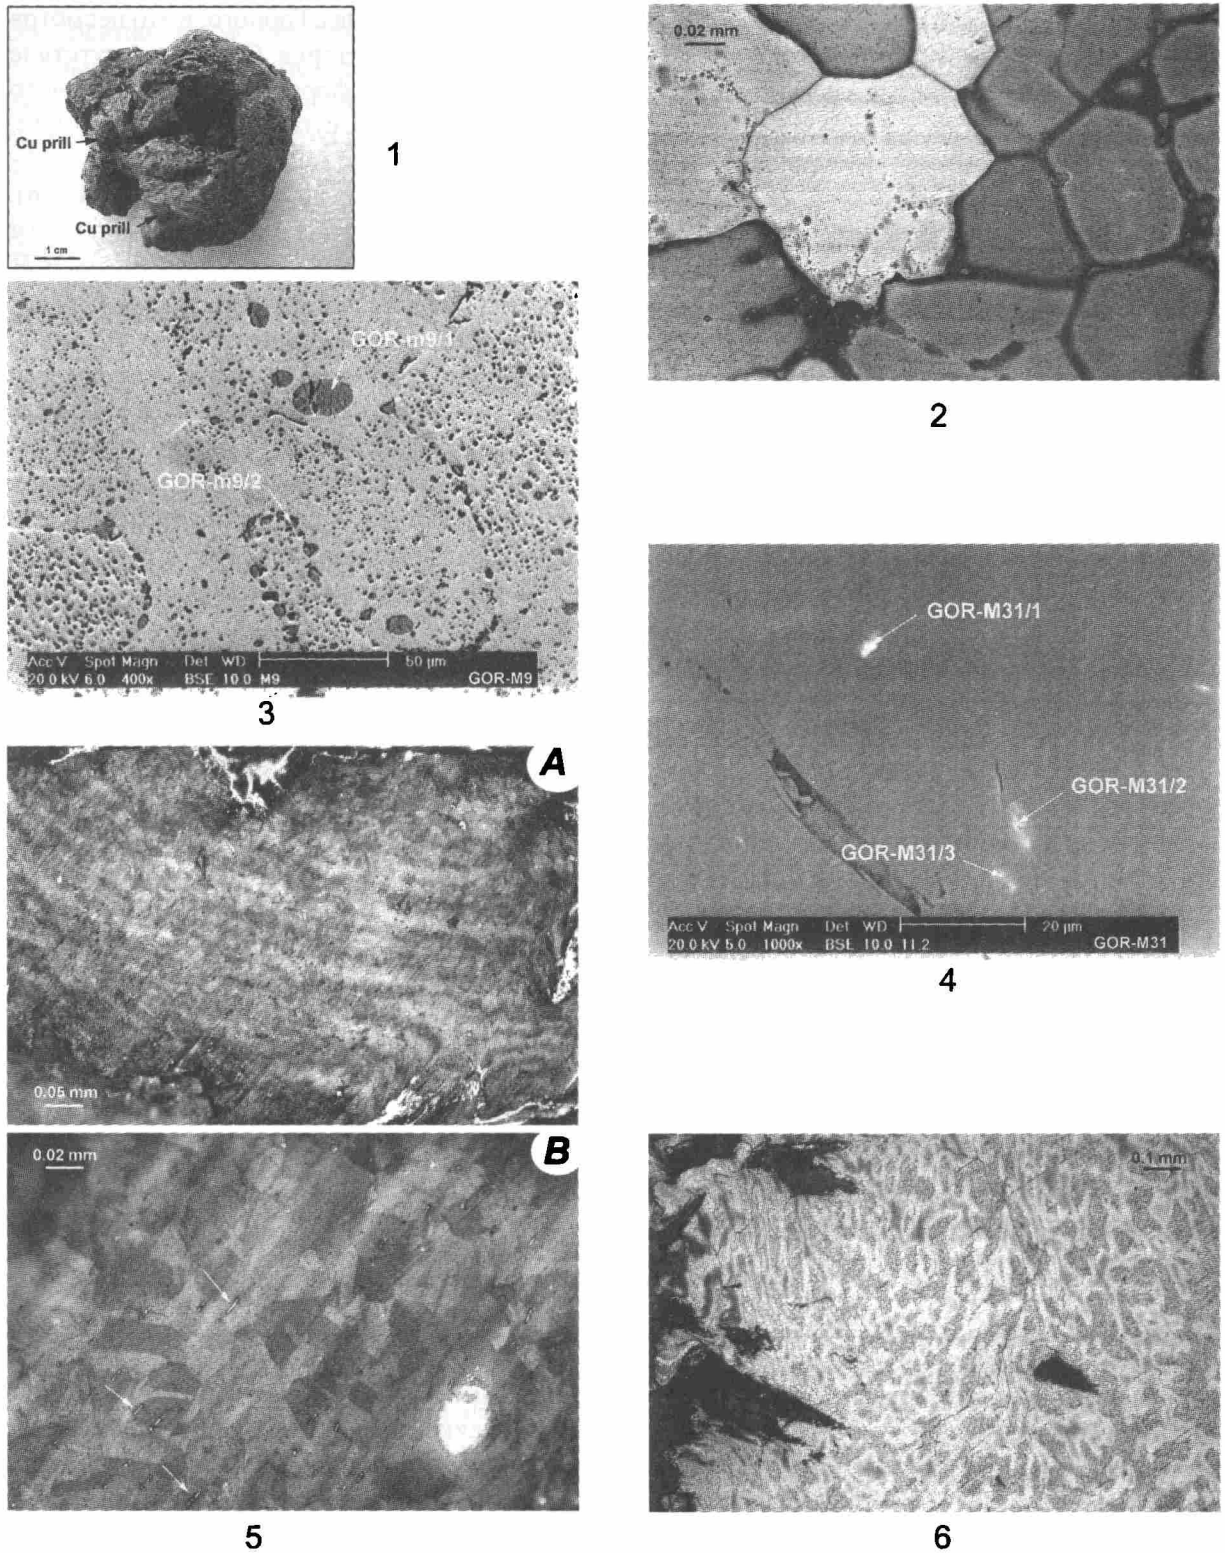 Cu prill
Cu prill
1 cm
1
0.02 mm
2
GOR-m9/1
GOR-m9/2
Acc V Spot Magn Det WD 50 µm
20.0 kV 6.0 400x BSE 10.0 M9 GOR-M9
3
GOR-M31/1
GOR-M31/2
GOR-M31/3
Acc V Spot Magn Det WD 20 µm
20.0 kV 5.0 1000x BSE 10.0 11.2 GOR-M31
4
A
0.05 mm
0.02 mm
B
5
0.1 mm
6